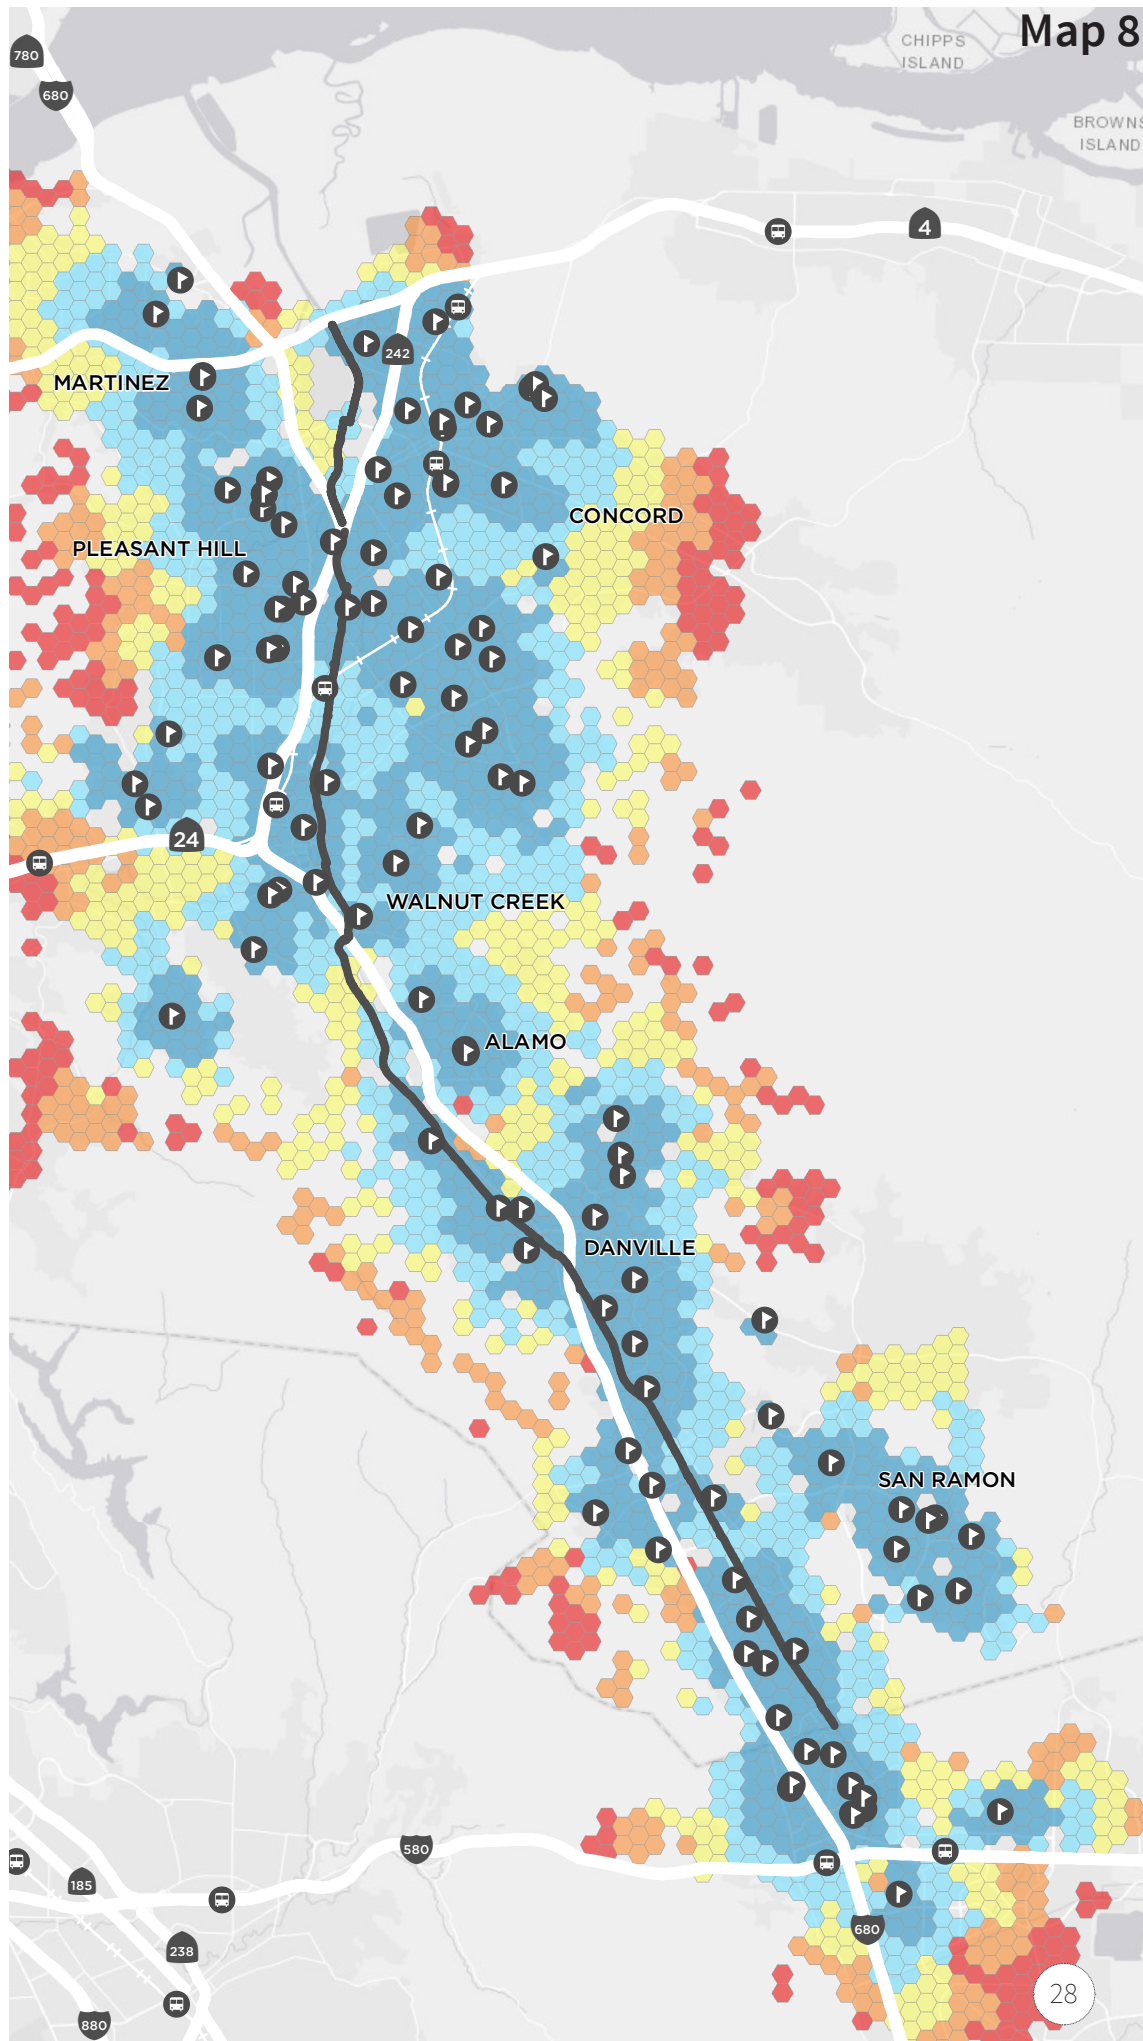 Map 8
CHIPPS
ISLAND
780
680
BROWNS
ISLAND
4
242
MARTINEZ
CONCORD
PLEASANT HILL
24
WALNUT CREEK
ALAMO
DANVILLE
SAN RAMON
580
185
680
238
28
880